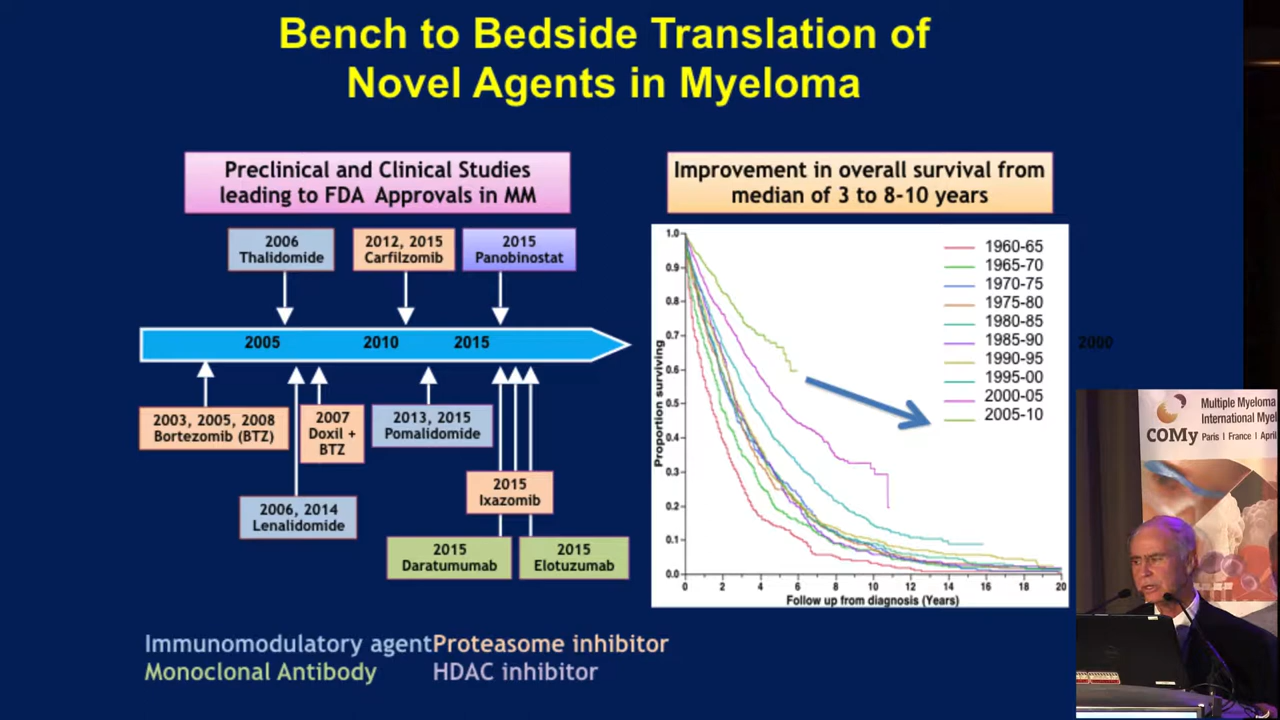 Bench to Bedside Translation of
Novel Agents in Myeloma
Preclinical and Clinical Studies
leading to FDA Approvals in MM
2006
Thalidomide
2012, 2015
Carfilzomib
2015
Panobinostat
2005
2010
2015
2000
2003, 2005, 2008
Bortezomib (BTZ)
2007
Doxil +
BTZ
2013, 2015
Pomalidomide
2006, 2014
Lenalidomide
2015
Ixazomib
2015
Daratumumab
2015
Elotuzumab
Immunomodulatory agent
Proteasome inhibitor
Monoclonal Antibody
HDAC inhibitor
Improvement in overall survival from
median of 3 to 8-10 years
Proportion surviving
1.0
0.9
0.8
0.7
0.6
0.5
0.4
0.3
0.2
0.1
0.0
0 2 4 6 8 10 12 14 16 18 20
Follow up from diagnosis (Years)
1960-65
1965-70
1970-75
1975-80
1980-85
1985-90
1990-95
1995-00
2000-05
2005-10
COMy
Multiple Myeloma
International Myel
Paris | France | April